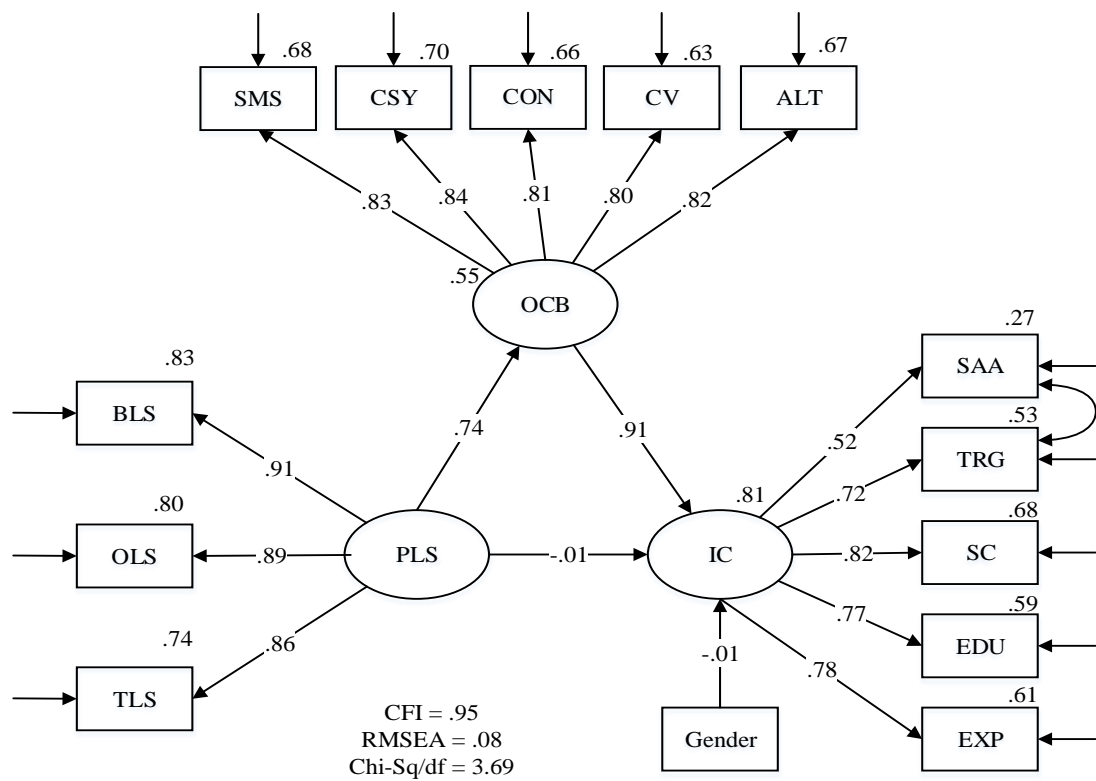 .68
.70
.66
.63
.67
SMS
CSY
CON
CV
ALT
.83
.84
.81
.80
.82
.55
OCB
.27
SAA
.83
BLS
.74
.91
.52
.53
TRG
.91
.81
.72
.80
OLS
.89
PLS
-.01
IC
.82
.68
SC
.74
TLS
.86
.77
.59
EDU
-.01
.78
.61
EXP
Gender
CFI = .95
RMSEA = .08
Chi-Sq/df = 3.69